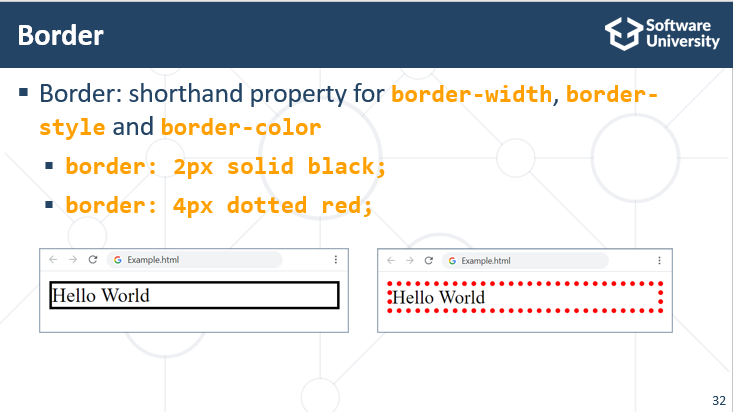 Border
Software
University
▪ Border: shorthand property for border-width, border-
style and border-color
▪ border: 2px solid black;
▪ border: 4px dotted red;
Example.html
Hello World
Example.html
Hello World
32